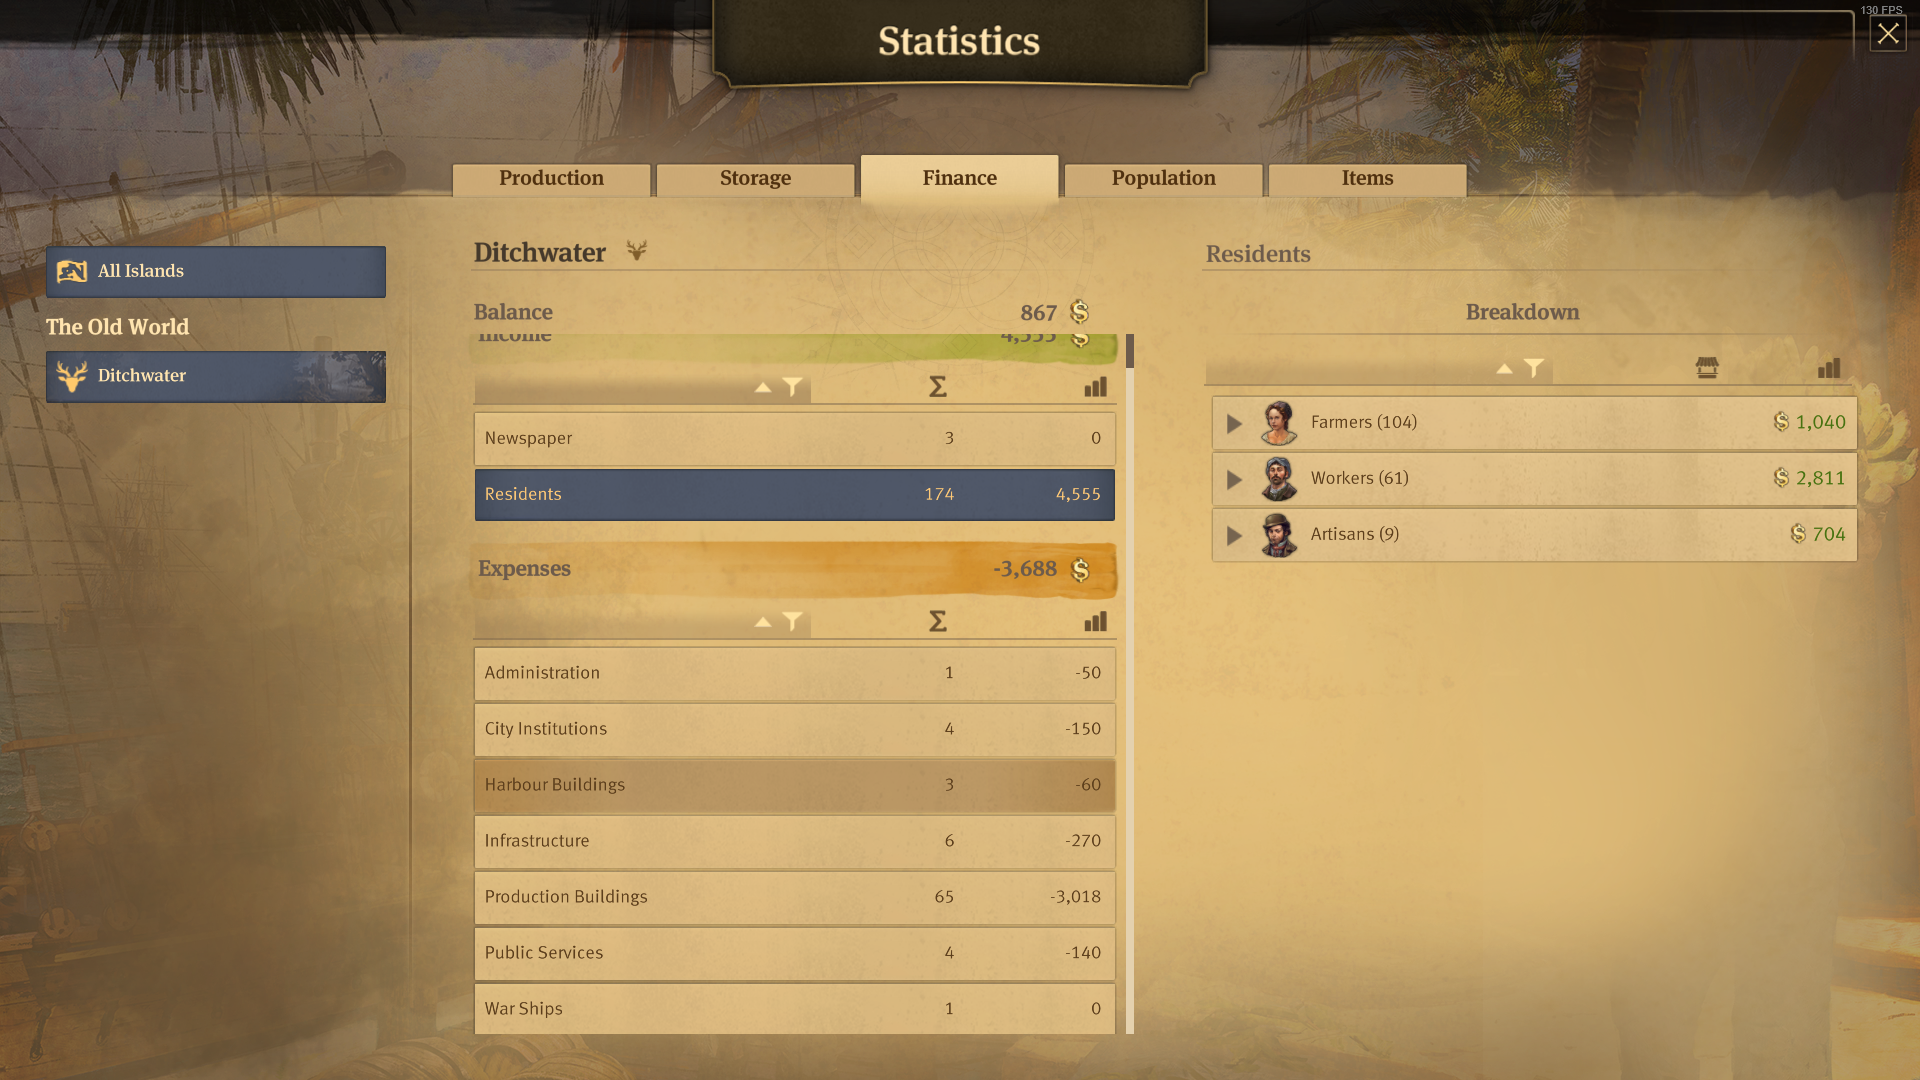 130 FPS
Statistics
Production Storage Finance Population Items
All Islands
The Old World
Ditchwater
Ditchwater
Balance 867
Income 4,555
Σ
Newspaper 3 0
Residents 174 4,555
Expenses -3,688
Σ
Administration 1 -50
City Institutions 4 -150
Harbour Buildings 3 -60
Infrastructure 6 -270
Production Buildings 65 -3,018
Public Services 4 -140
War Ships 1 0
Residents
Breakdown
Farmers (104) 1,040
Workers (61) 2,811
Artisans (9) 704